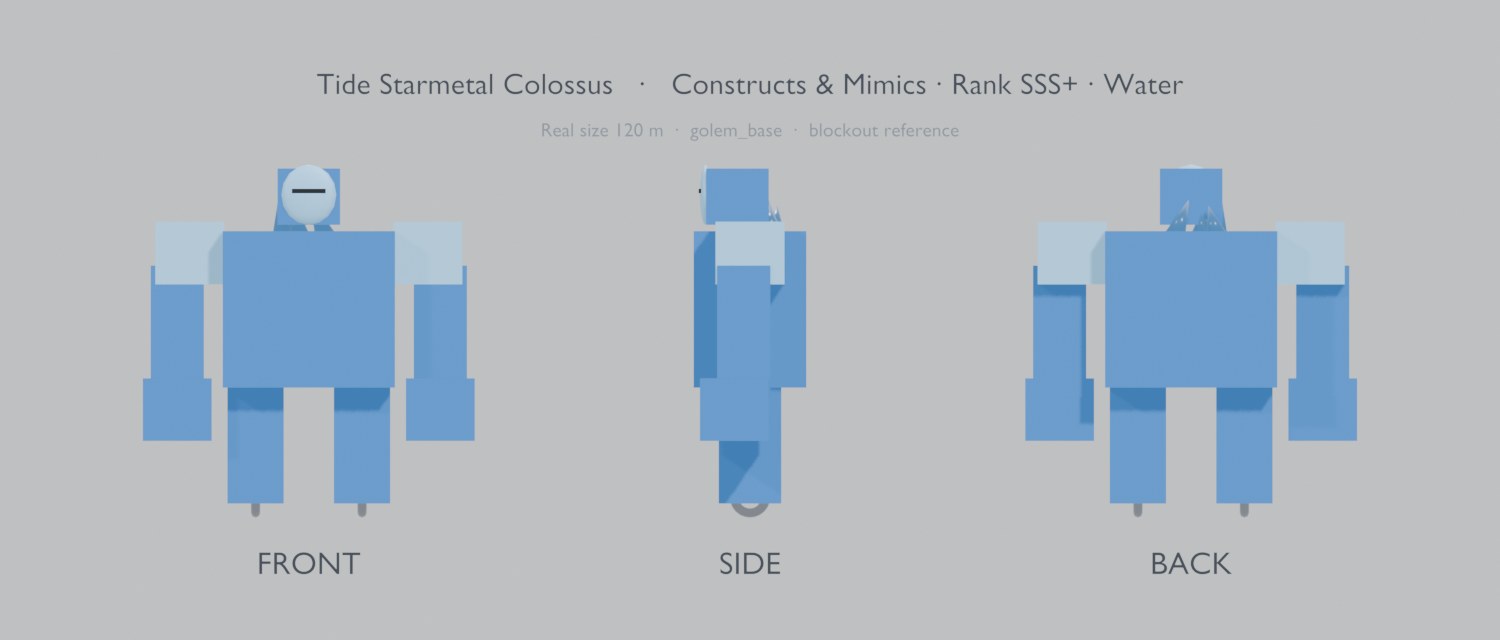 Tide Starmetal Colossus · Constructs & Mimics · Rank SSS+ · Water
Real size 120 m · golem_base · blockout reference
FRONT SIDE BACK